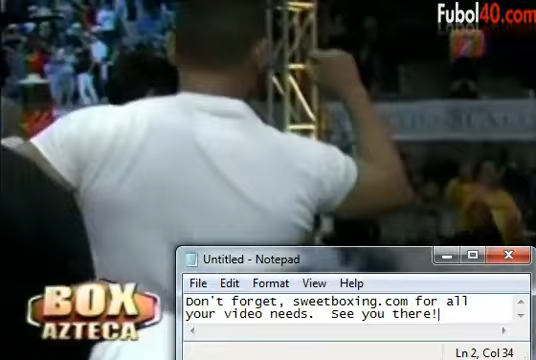 Fubol40.com
Untitled - Notepad
File Edit Format View Help
Don't forget, sweetboxing.com for all
your video needs.  See you there!
BOX
AZTECA
Ln 2, Col 34